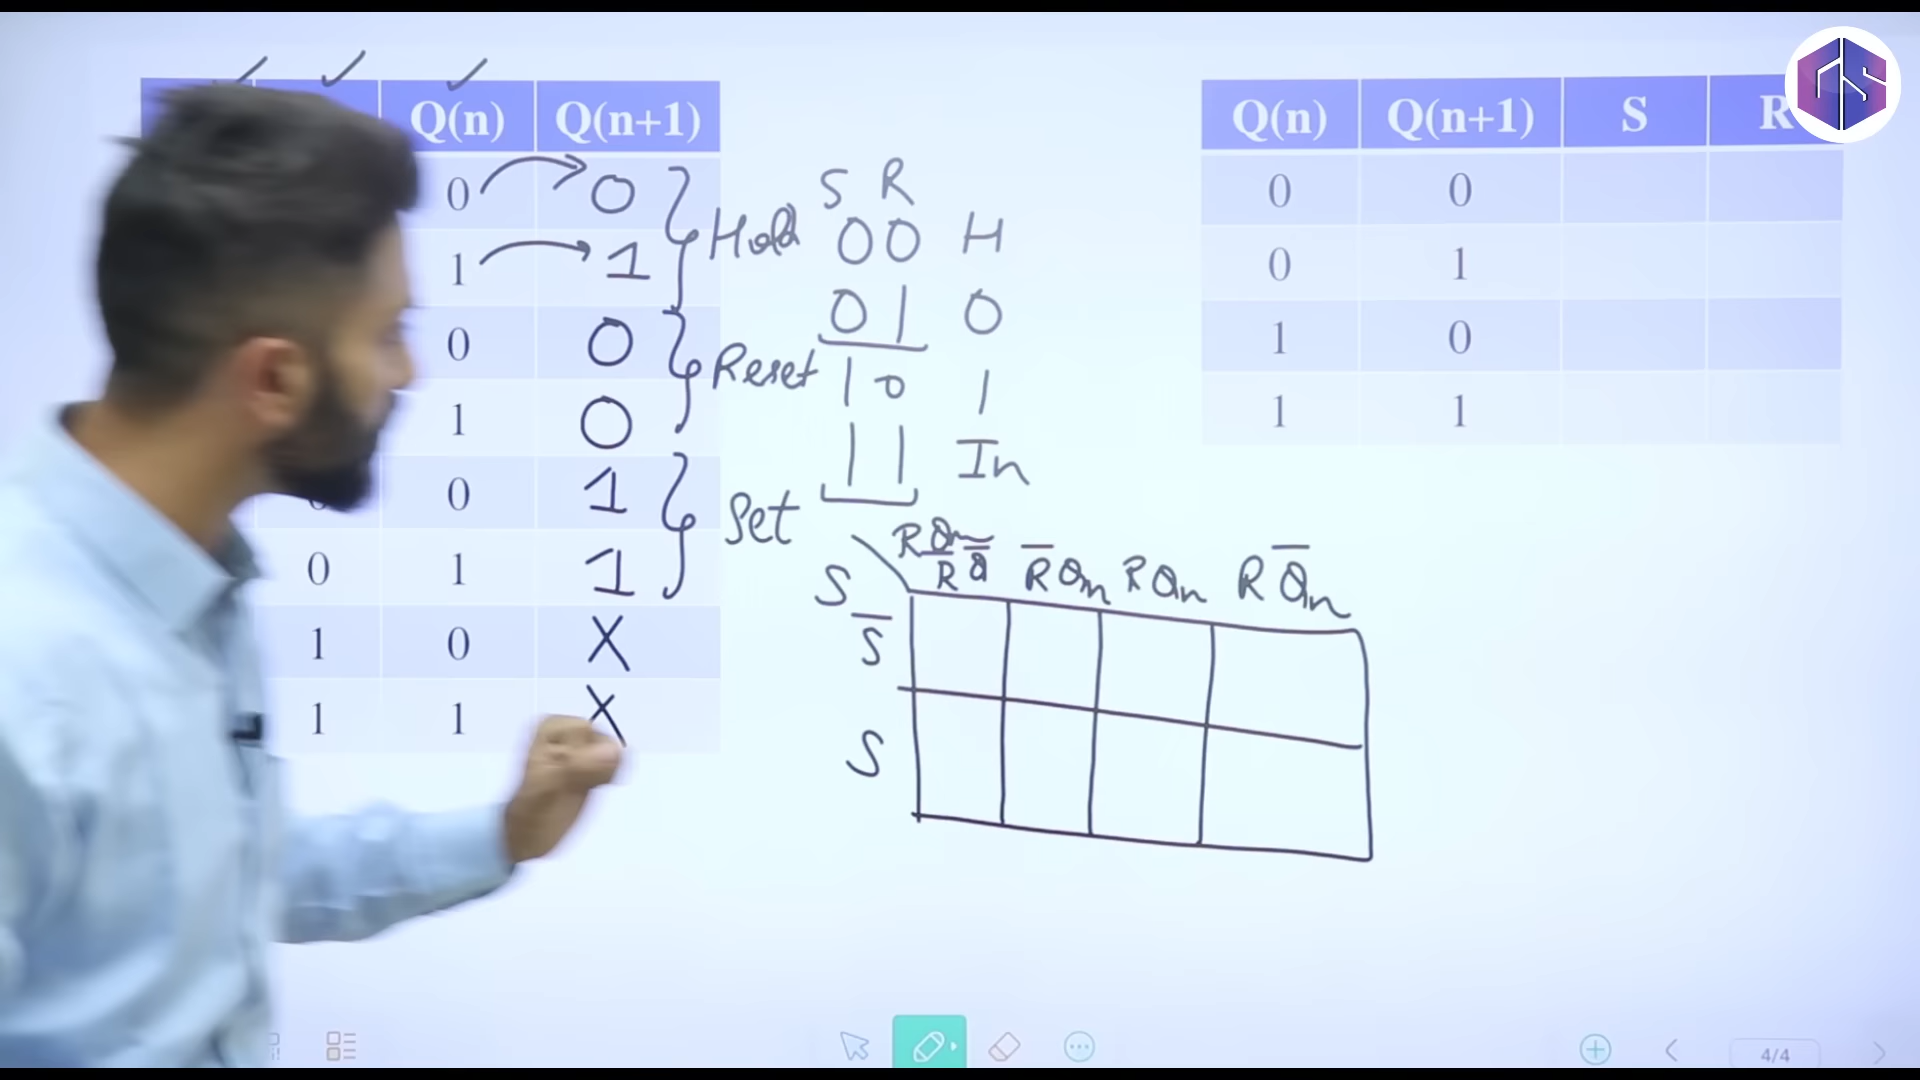 Q(n) Q(n+1)
0 0
1 1
0 0
1 0
0 1
0 1 1
1 0 X
1 1 X
Hold
Reset
Set
S R
0 0 H
0 1 0
1 0 1
1 1 In
S RQn
R̅ Q̅ R̅ Qn R Qn R Q̅n
S̅
S
Q(n) Q(n+1) S R
0 0
0 1
1 0
1 1
4/4